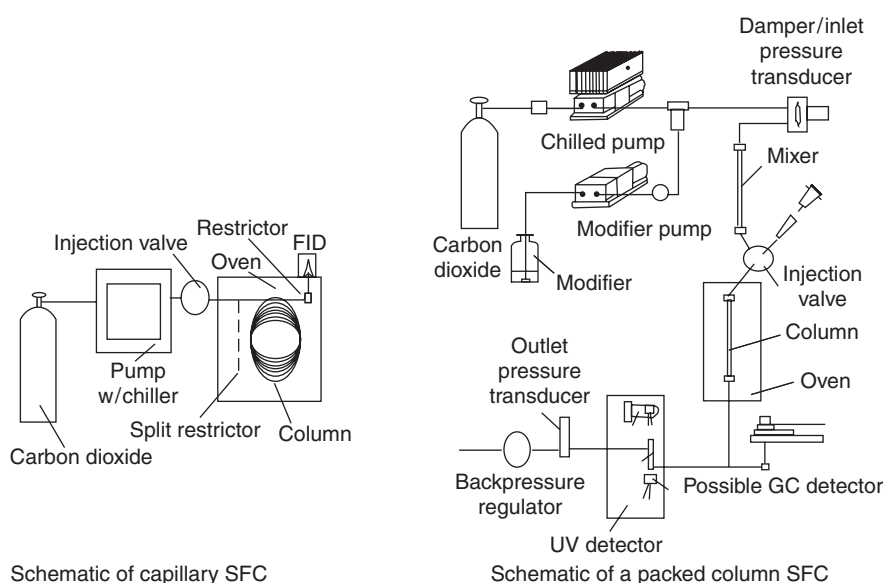 Injection valve
Restrictor
Oven
FID
Pump
w/chiller
Split restrictor
Column
Carbon dioxide
Schematic of capillary SFC
Damper/inlet
pressure
transducer
Chilled pump
Mixer
Modifier pump
Carbon
dioxide
Modifier
Injection
valve
Column
Oven
Outlet
pressure
transducer
Backpressure
regulator
Possible GC detector
UV detector
Schematic of a packed column SFC